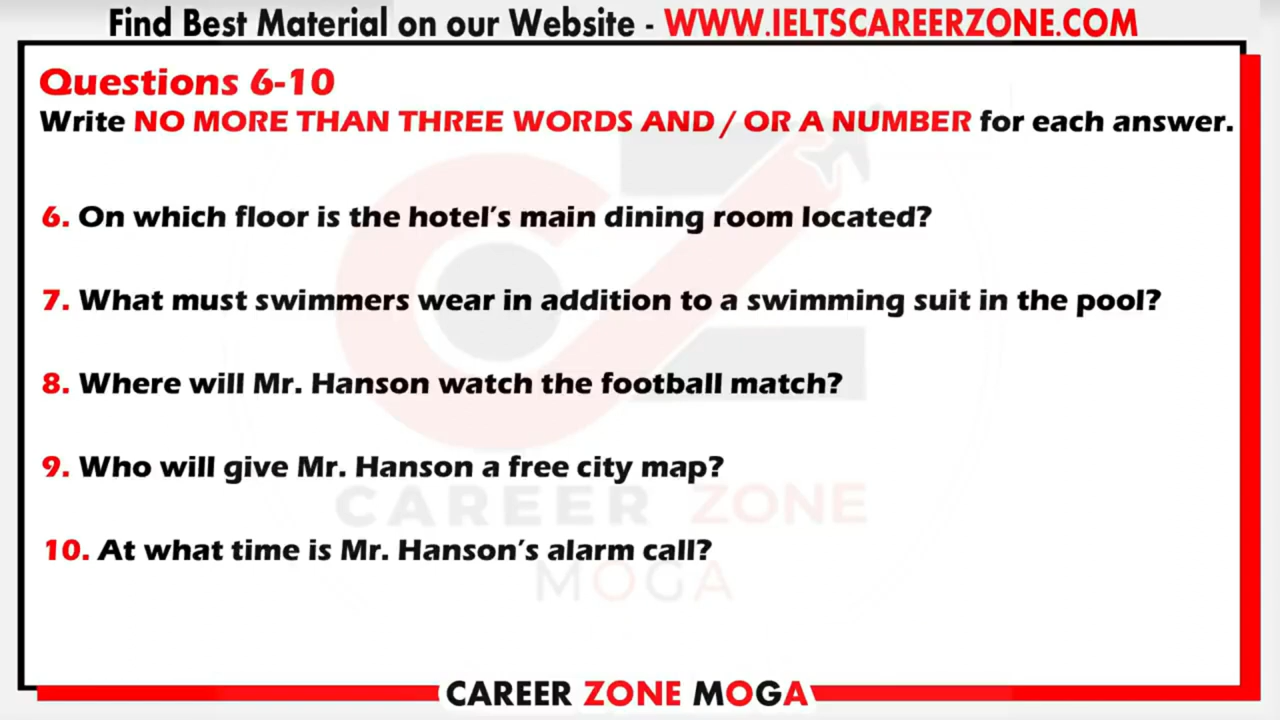 Find Best Material on our Website - WWW.IELTSCAREERZONE.COM
Questions 6-10
Write NO MORE THAN THREE WORDS AND / OR A NUMBER for each answer.
6. On which floor is the hotel's main dining room located?
7. What must swimmers wear in addition to a swimming suit in the pool?
8. Where will Mr. Hanson watch the football match?
9. Who will give Mr. Hanson a free city map?
CAREER ZONE
10. At what time is Mr. Hanson's alarm call?
MOGA
CAREER ZONE MOGA